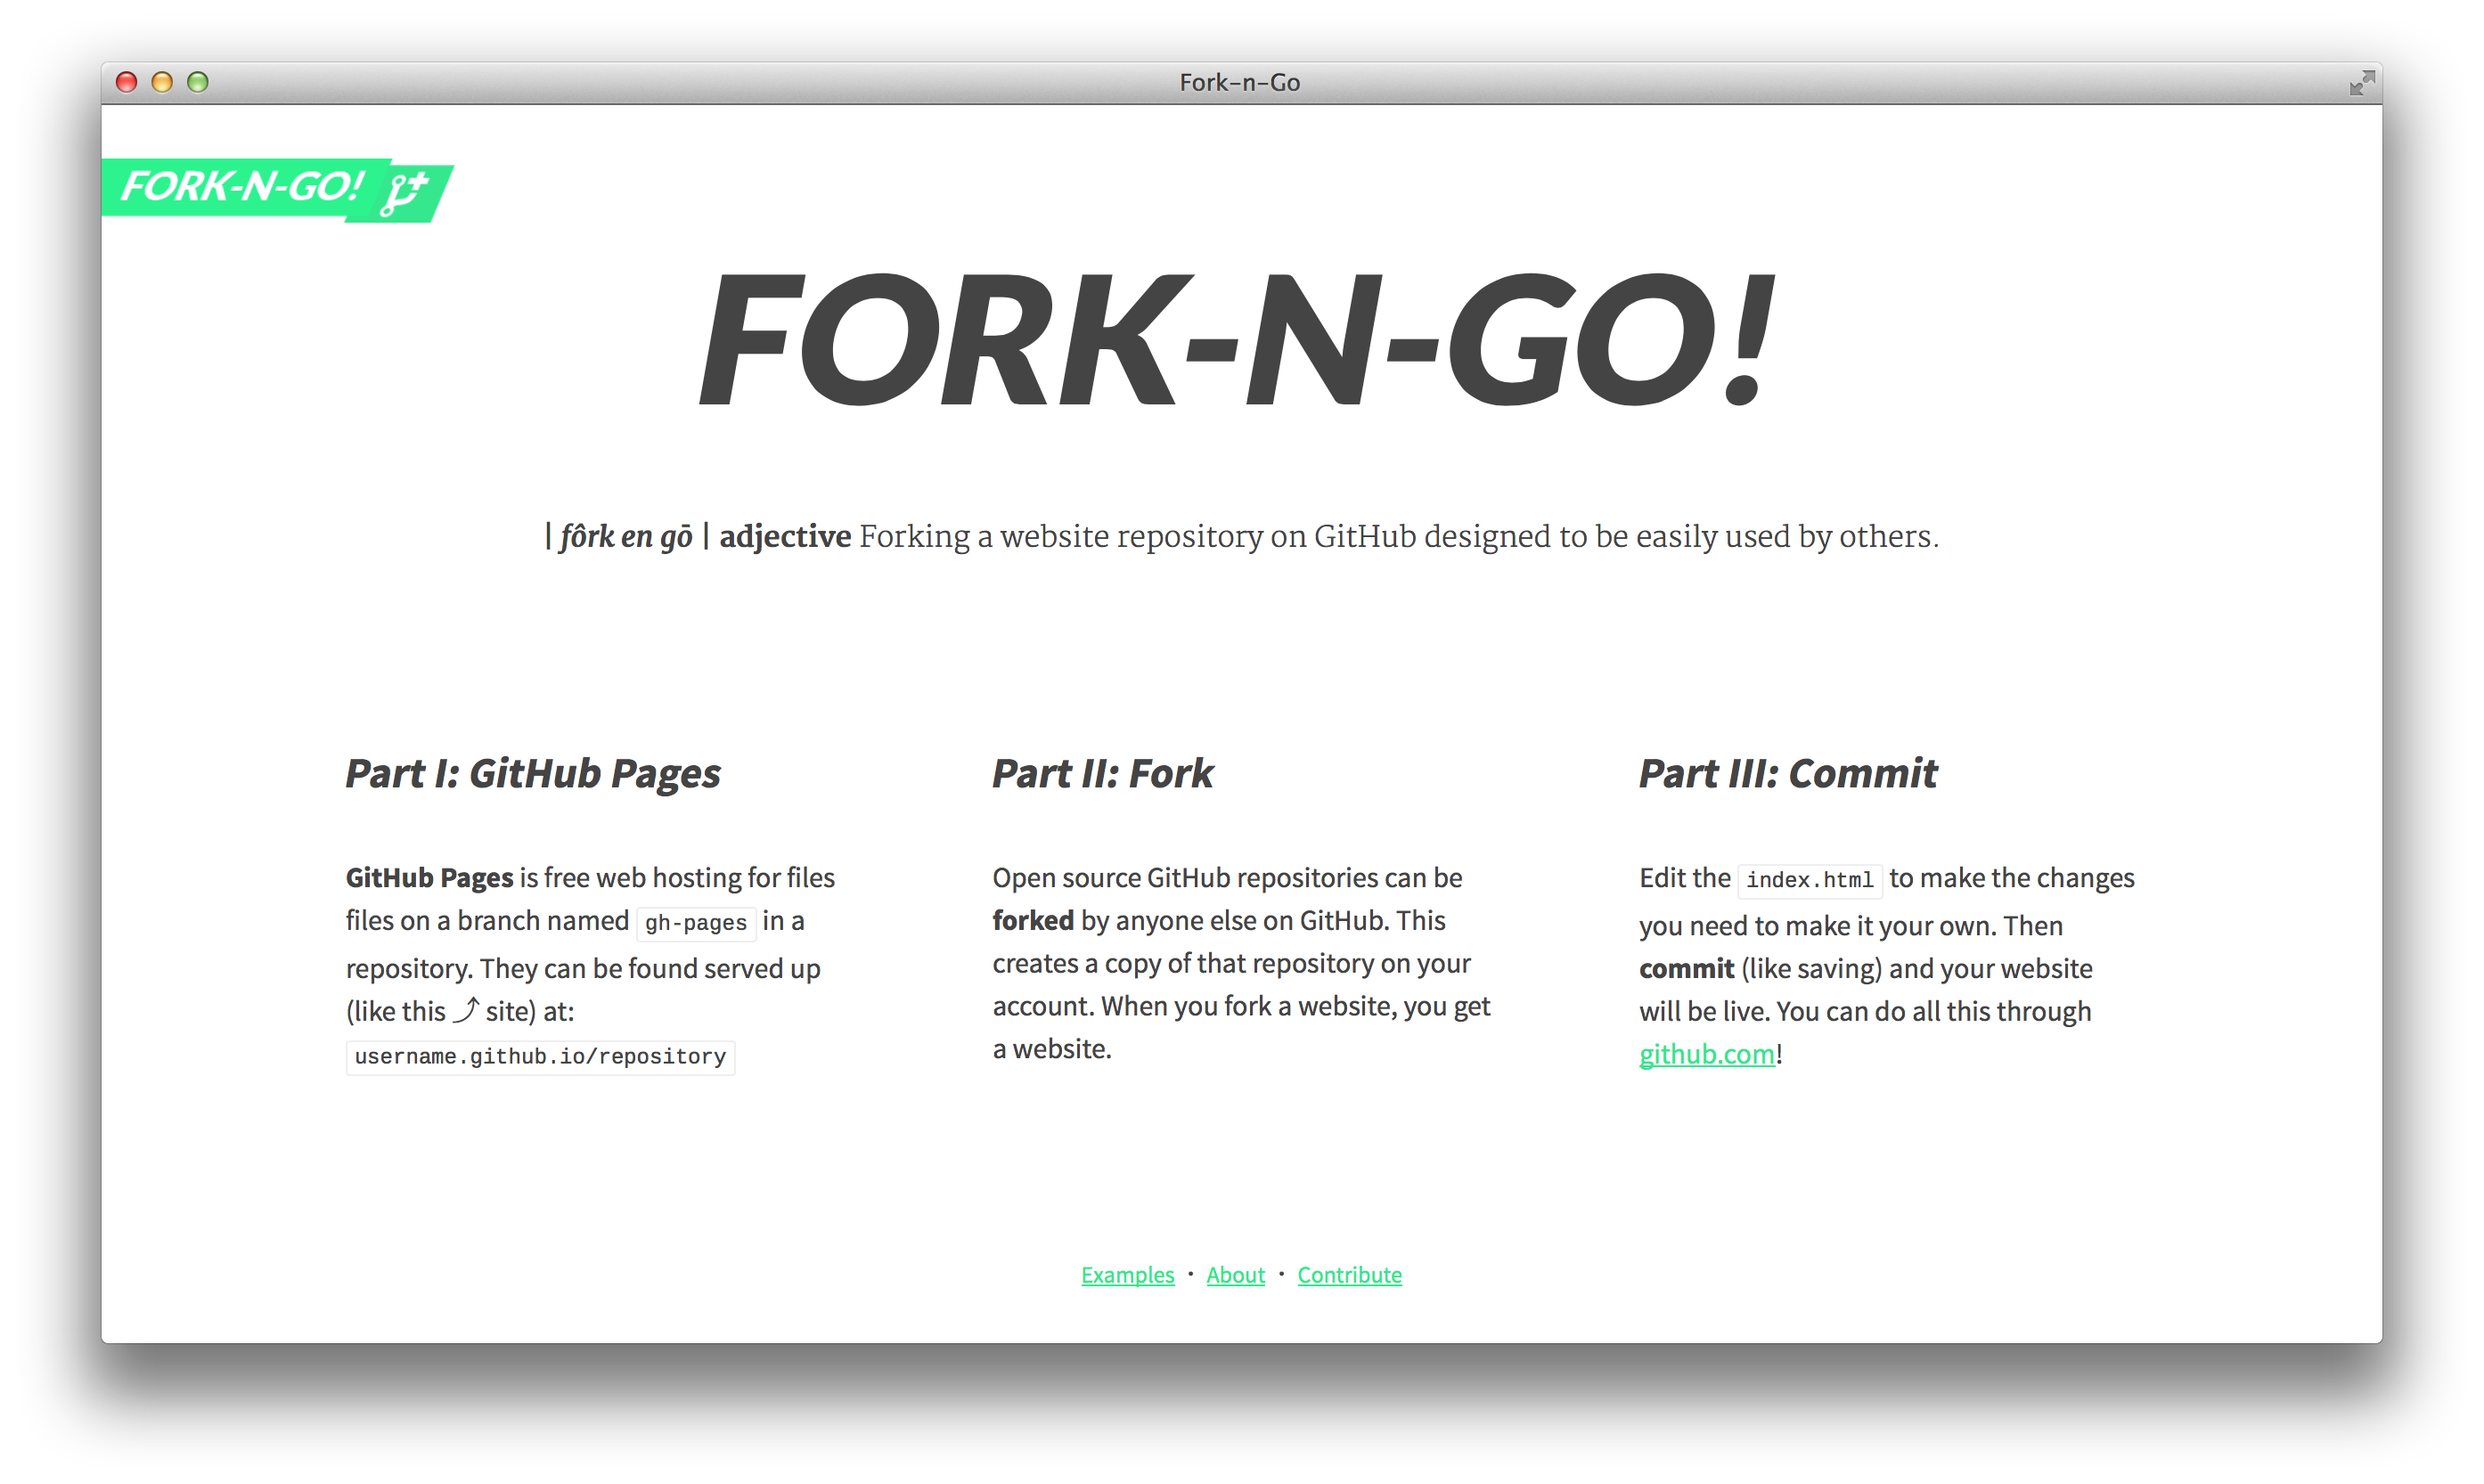 Fork-n-Go
FORK-N-GO!
FORK-N-GO!
| fôrk en gō | adjective Forking a website repository on GitHub designed to be easily used by others.
Part I: GitHub Pages
GitHub Pages is free web hosting for files
files on a branch named gh-pages in a
repository. They can be found served up
(like this ⤴ site) at:
username.github.io/repository
Part II: Fork
Open source GitHub repositories can be
forked by anyone else on GitHub. This
creates a copy of that repository on your
account. When you fork a website, you get
a website.
Part III: Commit
Edit the index.html to make the changes
you need to make it your own. Then
commit (like saving) and your website
will be live. You can do all this through
github.com!
Examples · About · Contribute